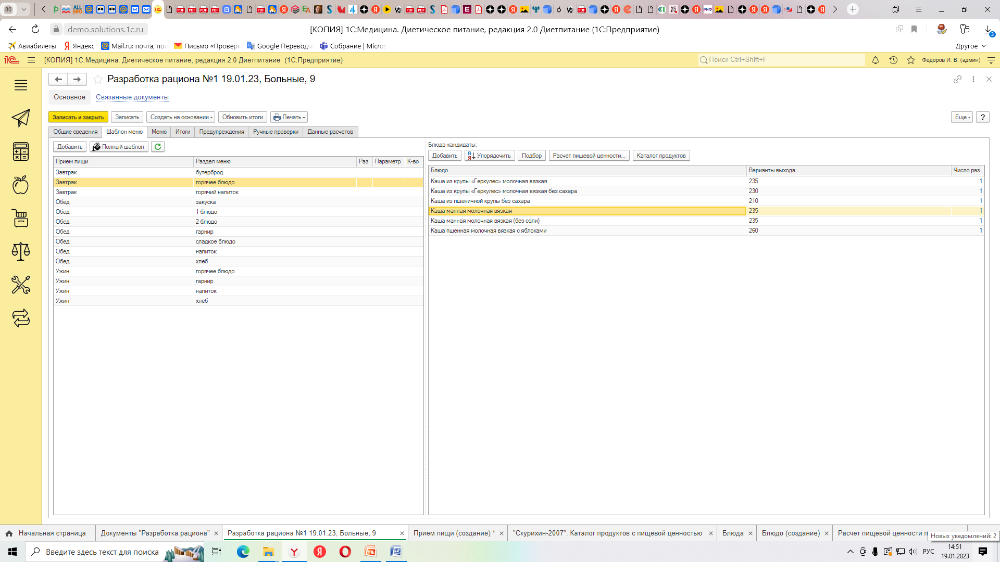 80
demo.solutions.1c.ru
[КОПИЯ] 1С:Медицина. Диетическое питание, редакция 2.0 Диетпитание (1С:Предприятие)
3
Авиабилеты Яндекс Mail.ru: почта, по Письмо «Проверк Google Переводч Собрание | Micros Другое
[КОПИЯ] 1С:Медицина. Диетическое питание, редакция 2.0 Диетпитание (1С:Предприятие) Поиск Ctrl+Shift+F Фёдоров И. В. (админ)
Разработка рациона №1 19.01.23, Больные, 9
Основное Связанные документы
Записать и закрыть Записать Создать на основании Обновить итоги Печать Еще ?
Общие сведения Шаблон меню Меню Итоги Предупреждения Ручные проверки Данные расчетов
Добавить Полный шаблон
Блюда-кандидаты:
Добавить Упорядочить Подбор Расчет пищевой ценности... Каталог продуктов
Прием пищи Раздел меню Раз Параметр К-во
Завтрак бутерброд
Завтрак горячее блюдо
Завтрак горячий напиток
Обед закуска
Обед 1 блюдо
Обед 2 блюдо
Обед гарнир
Обед сладкое блюдо
Обед напиток
Обед хлеб
Ужин горячее блюдо
Ужин гарнир
Ужин напиток
Ужин хлеб
Блюдо Варианты выхода Число раз
Каша из крупы «Геркулес» молочная вязкая 235 1
Каша из крупы «Геркулес» молочная вязкая без сахара 230 1
Каша из пшеничной крупы без сахара 210 1
Каша манная молочная вязкая 235 1
Каша манная молочная вязкая (без соли) 235 1
Каша пшенная молочная вязкая с яблоками 260 1
Начальная страница Документы "Разработка рациона" Разработка рациона №1 19.01.23, Больные, 9 Прием пищи (создание) * "Скурихин-2007". Каталог продуктов с пищевой ценностью Блюда Блюдо (создание) Расчет пищевой ценности п
Новых уведомлений: 2
Введите здесь текст для поиска
РУС
14:51
19.01.2023